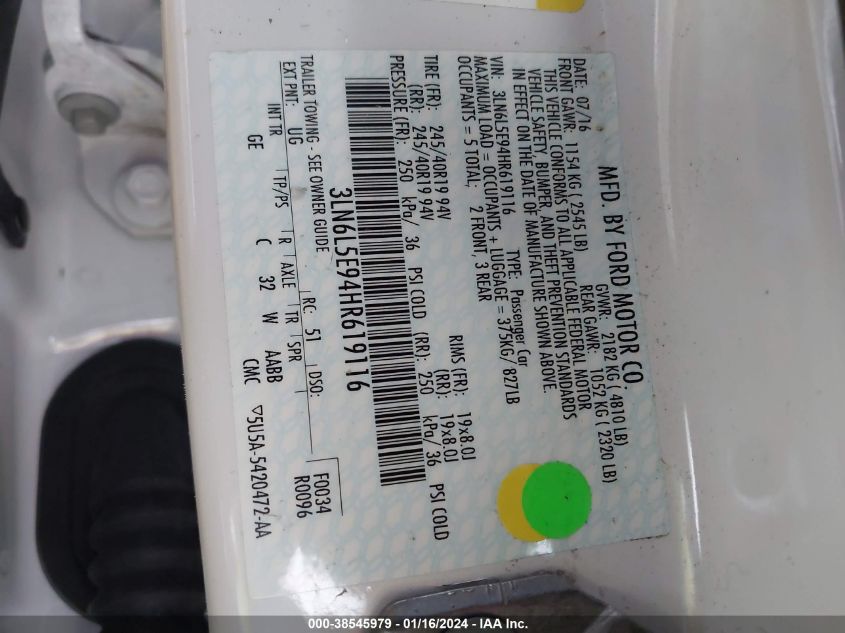 MFD. BY FORD MOTOR CO.
DATE: 07/16 GVWR: 2182 KG ( 4810 LB)
FRONT GAWR: 1154 KG ( 2545 LB) REAR GAWR: 1052 KG ( 2320 LB)
THIS VEHICLE CONFORMS TO ALL APPLICABLE FEDERAL MOTOR
VEHICLE SAFETY, BUMPER, AND THEFT PREVENTION STANDARDS
IN EFFECT ON THE DATE OF MANUFACTURE SHOWN ABOVE.
VIN: 3LN6L5E94HR619116 TYPE: Passenger Car
MAXIMUM LOAD = OCCUPANTS + LUGGAGE = 375KG/ 827LB
OCCUPANTS = 5 TOTAL; 2 FRONT, 3 REAR
TIRE (FR): 245/40R19 94V RIMS (FR): 19x8.0J
(RR): 245/40R19 94V (RR): 19x8.0J
PRESSURE (FR): 250 kPa/ 36 PSI COLD (RR): 250 kPa/ 36 PSI COLD
3LN6L5E94HR619116
F0034
TRAILER TOWING - SEE OWNER GUIDE R0096
EXT PNT: UG RC: 51 DSO:
INT TR TP/PS R AXLE TR SPR
GE C 32 W AABB
CMC ▽5U5A-5420472-AA
000-38545979 - 01/16/2024 - IAAI.COM